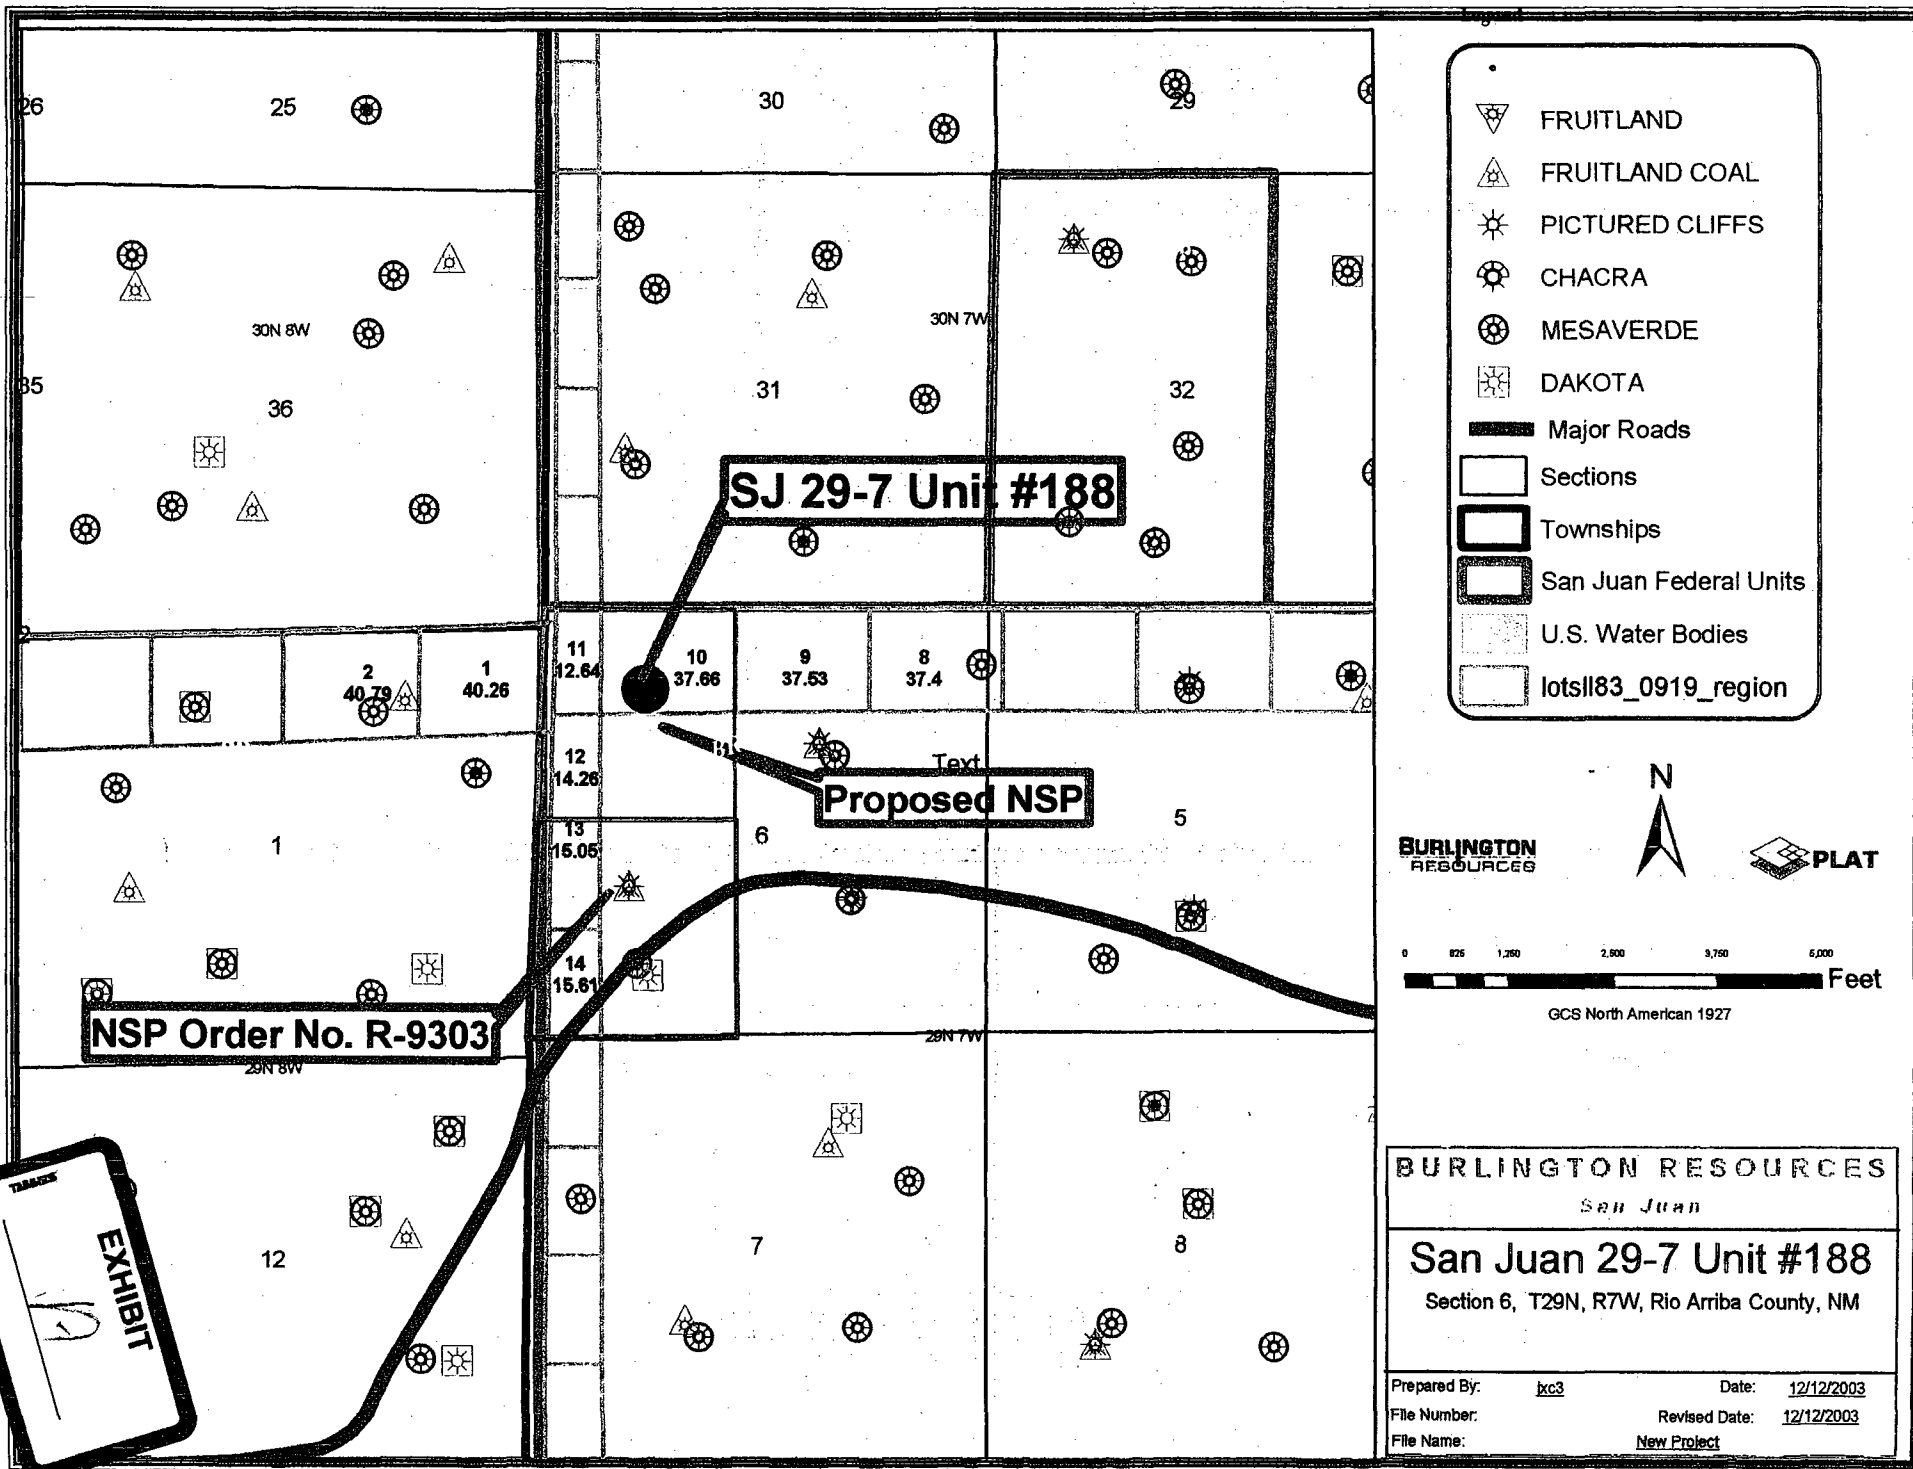 Legend
26
25
30
29
30N 8W
30N 7W
35
36
31
32
SJ 29-7 Unit #188
2
40.79
1
40.26
11
12.64
10
37.66
9
37.53
8
37.4
12
14.26
Text
Proposed NSP
13
15.05
1
6
5
14
15.61
NSP Order No. R-9303
29N 8W
29N 7W
12
7
8
EXHIBIT
FRUITLAND
FRUITLAND COAL
PICTURED CLIFFS
CHACRA
MESAVERDE
DAKOTA
Major Roads
Sections
Townships
San Juan Federal Units
U.S. Water Bodies
lotsll83_0919_region
N
BURLINGTON
RESOURCES
PLAT
0 625 1,250 2,500 3,750 5,000
Feet
GCS North American 1927
BURLINGTON RESOURCES
San Juan
San Juan 29-7 Unit #188
Section 6, T29N, R7W, Rio Arriba County, NM
Prepared By: jxc3 Date: 12/12/2003
File Number: Revised Date: 12/12/2003
File Name: New Project